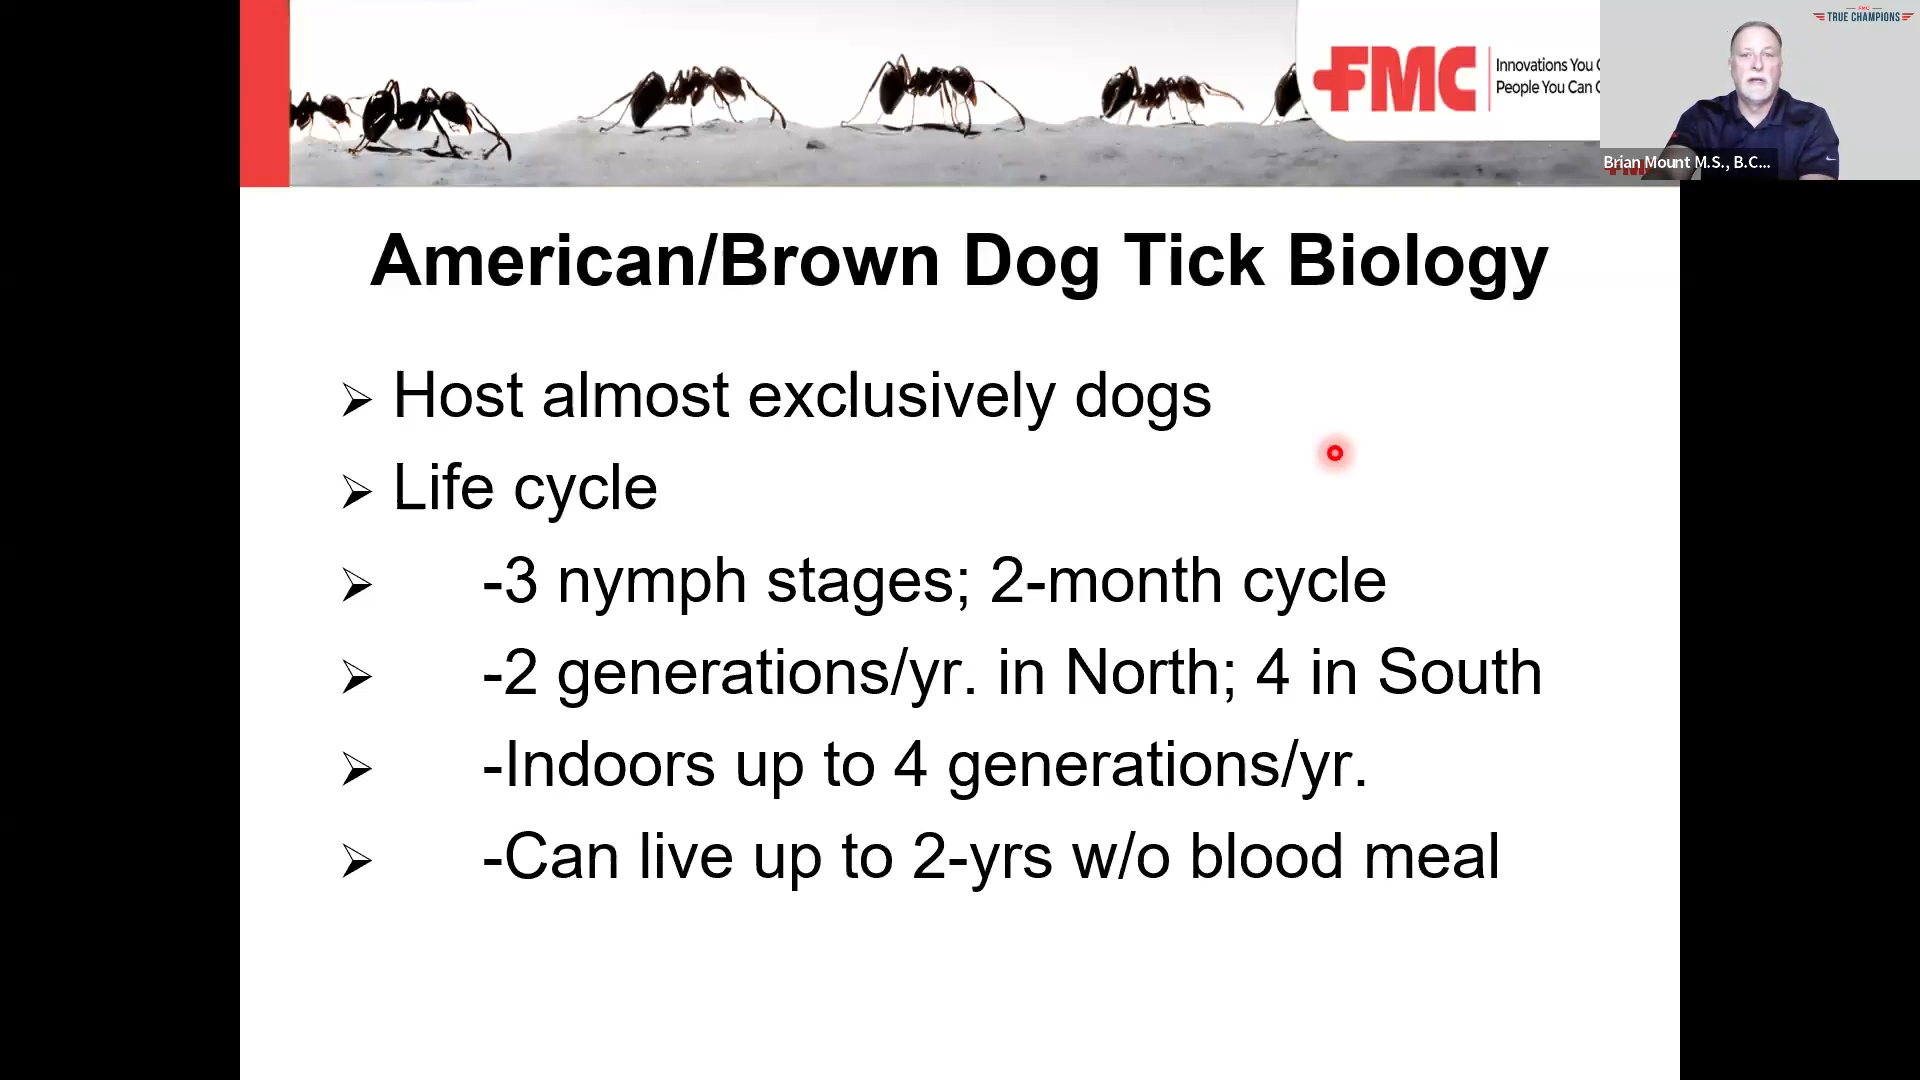 FMC
Innovations You
People You Can
FMC
TRUE CHAMPIONS
Brian Mount M.S., B.C...
American/Brown Dog Tick Biology
➢ Host almost exclusively dogs
➢ Life cycle
➢ -3 nymph stages; 2-month cycle
➢ -2 generations/yr. in North; 4 in South
➢ -Indoors up to 4 generations/yr.
➢ -Can live up to 2-yrs w/o blood meal